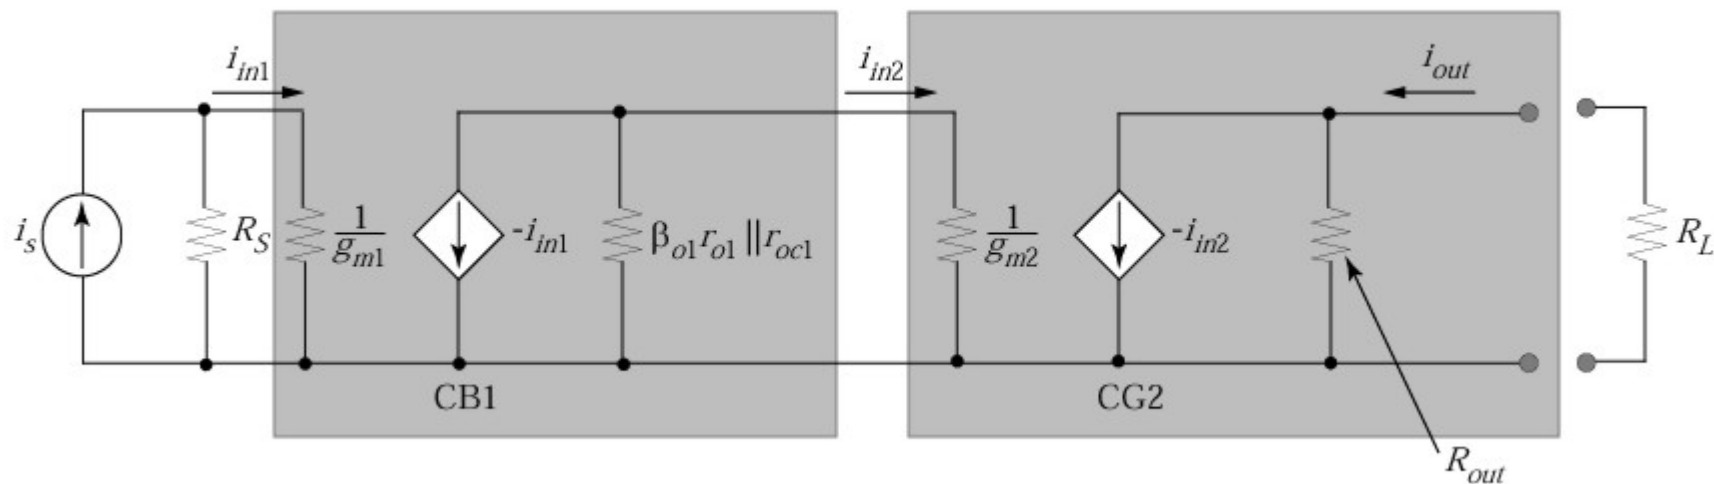 i_in1
i_in2
i_out
i_s
R_S
1/g_m1
-i_in1
β_o1 r_o1 || r_oc1
1/g_m2
-i_in2
R_L
CB1
CG2
R_out